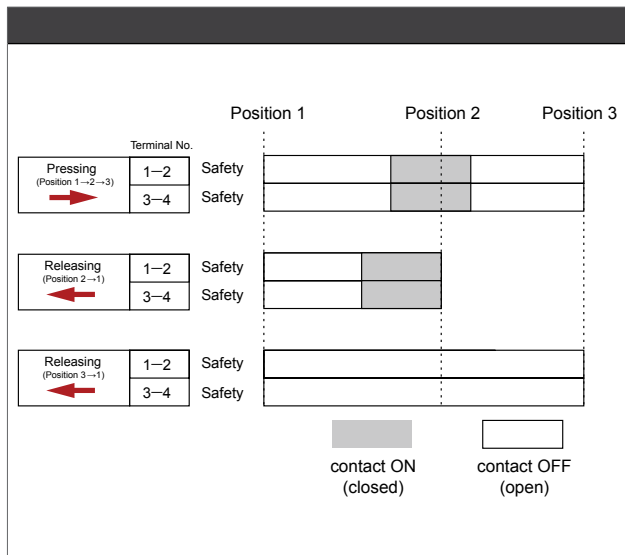 Position 1 Position 2 Position 3
Terminal No.
Pressing
(Position 1→2→3)
1—2 Safety
3—4 Safety
Releasing
(Position 2→1)
1—2 Safety
3—4 Safety
Releasing
(Position 3→1)
1—2 Safety
3—4 Safety
contact ON
(closed)
contact OFF
(open)